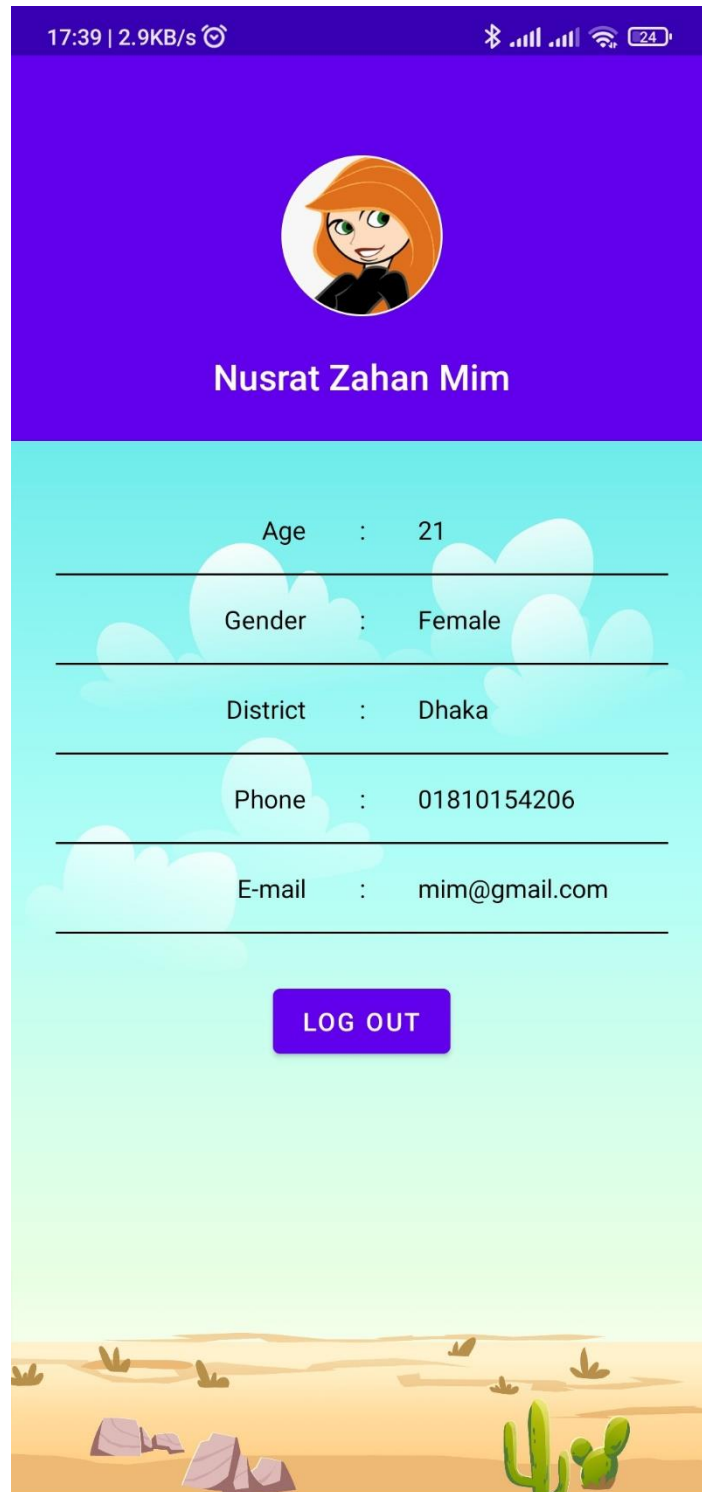 17:39 | 2.9KB/s 24
Nusrat Zahan Mim
Age : 21
Gender : Female
District : Dhaka
Phone : 01810154206
E-mail : mim@gmail.com
LOG OUT